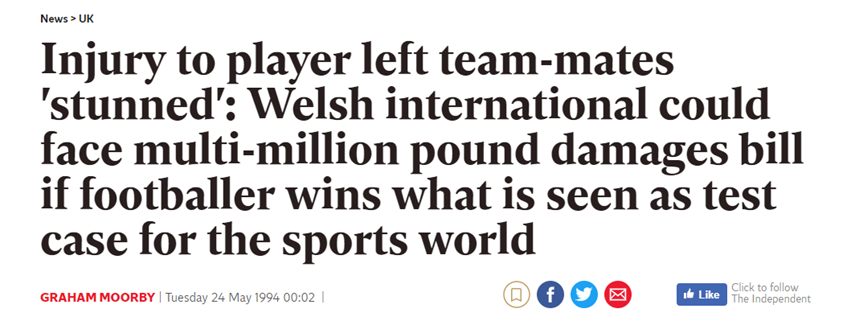 News > UK
Injury to player left team-mates
'stunned': Welsh international could
face multi-million pound damages bill
if footballer wins what is seen as test
case for the sports world
GRAHAM MOORBY | Tuesday 24 May 1994 00:02 |
f
Like
Click to follow
The Independent